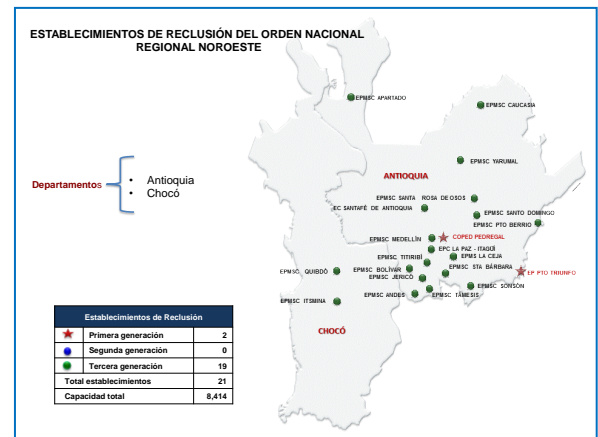 ESTABLECIMIENTOS DE RECLUSIÓN DEL ORDEN NACIONAL
REGIONAL NOROESTE
EPMSC APARTADO
EPMSC CAUCASIA
EPMSC YARUMAL
ANTIOQUIA
Departamentos
• Antioquia
• Chocó
EPMSC SANTA ROSA DE OSOS
EC SANTAFÉ DE ANTIOQUIA
EPMSC SANTO DOMINGO
EPMSC PTO BERRIO
EPMSC MEDELLÍN
COPED PEDREGAL
EPC LA PAZ - ITAGÜÍ
EPMS LA CEJA
EPMSC TITIRIBÍ
EPMSC QUIBDÓ
EPMSC BOLÍVAR
EPMSC STA BÁRBARA
EP PTO TRIUNFO
EPMSC JERICÓ
EPMSC SONSÓN
EPMSC ITSMINA
EPMSC ANDES
EPMSC TÁMESIS
CHOCÓ
Establecimientos de Reclusión
Primera generación 2
Segunda generación 0
Tercera generación 19
Total establecimientos 21
Capacidad total 8,414